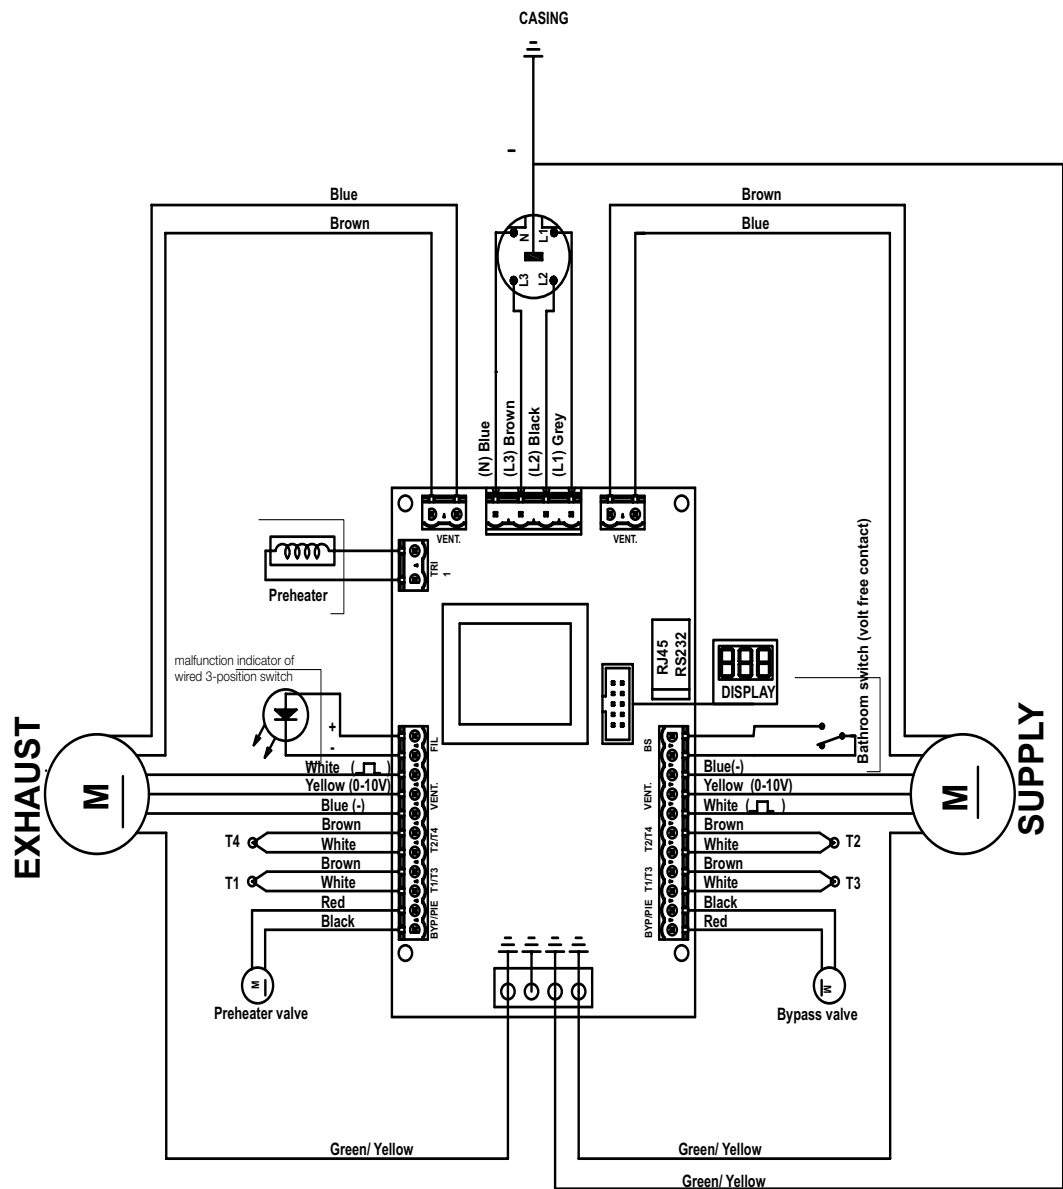 CASING
-
Blue
Brown
Brown
Blue
N
L1
L3
L2
(N) Blue
(L3) Brown
(L2) Black
(L1) Grey
VENT.
VENT.
TRI
1
Preheater
malfunction indicator of
wired 3-position switch
RJ45
RS232
DISPLAY
Bathroom switch (volt free contact)
EXHAUST
M
SUPPLY
M
+
-
FIL
BS
White ( )
Yellow (0-10V)
Blue (-)
VENT.
Brown
White
T2/T4
Brown
White
T1/T3
Red
Black
BYP/PIE
T4
T1
Blue(-)
Yellow (0-10V)
White ( )
VENT.
Brown
White
T2/T4
Brown
White
T1/T3
Black
Red
BYP/PIE
T2
T3
M
Preheater valve
M
Bypass valve
Green/ Yellow
Green/ Yellow
Green/ Yellow